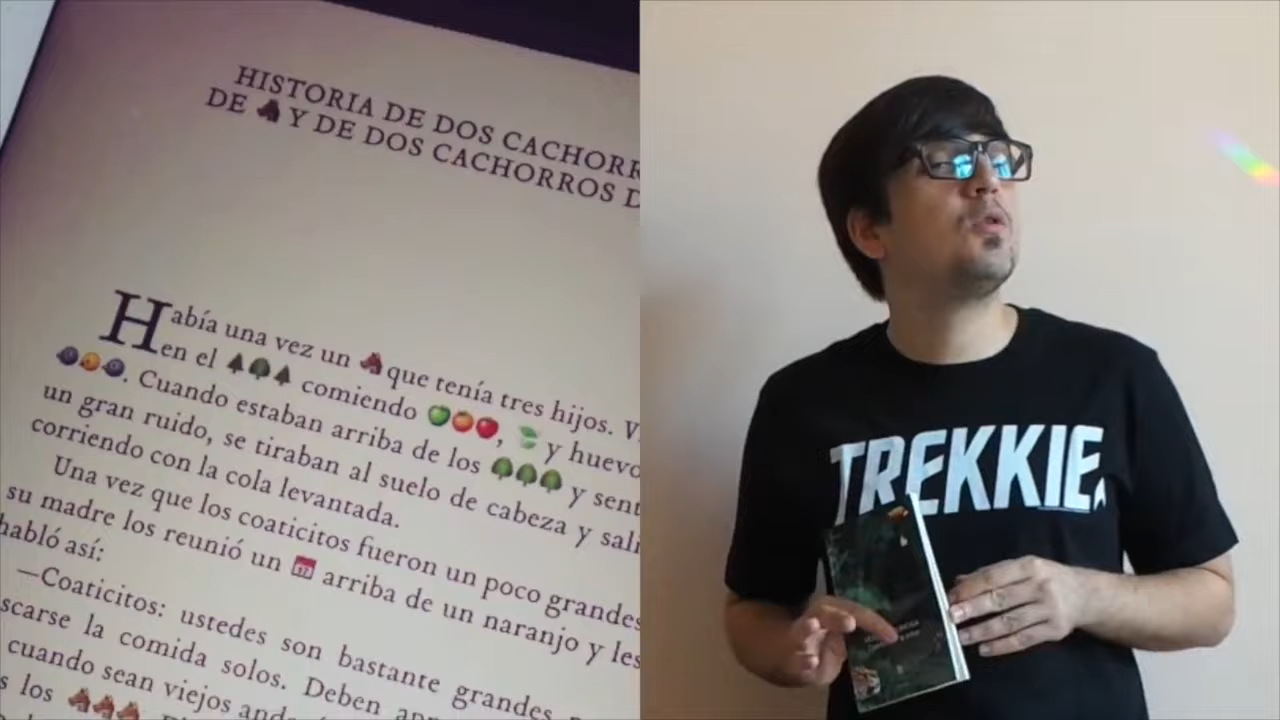 HISTORIA DE DOS CACHORR
DE 🐴 Y DE DOS CACHORROS D
Había una vez un 🐴 que tenía tres hijos. V
en el 🌲🌳🌲 comiendo 🍏🍊🍎, 🍃 y huevo
🐦🐤🐦. Cuando estaban arriba de los 🌳🌳🌳 y sent
un gran ruido, se tiraban al suelo de cabeza y sali
corriendo con la cola levantada.
Una vez que los coaticitos fueron un poco grandes
su madre los reunió un 📅 arriba de un naranjo y les
habló así:
—Coaticitos: ustedes son bastante grandes
scarse la comida solos. Deben
cuando sean viejos
s los 🐴🐴🐴.
TREKKIE